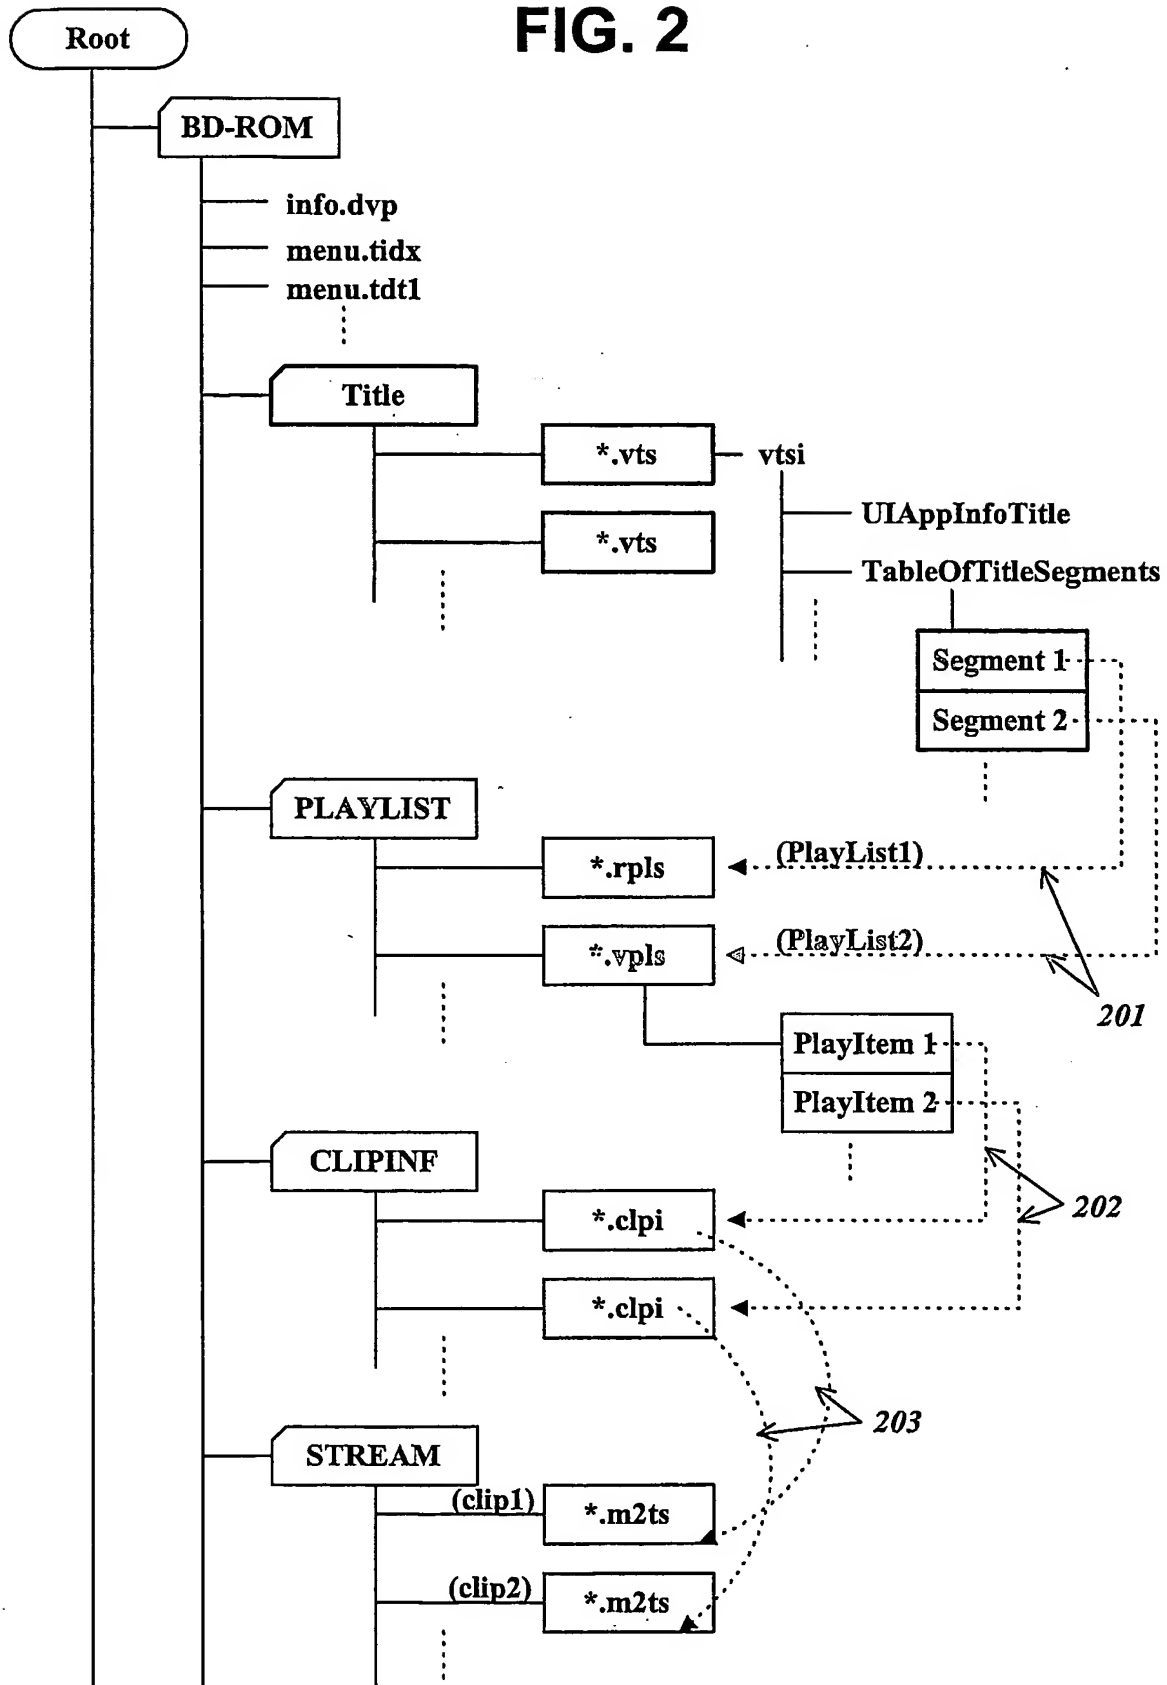 FIG. 2
Root
BD-ROM
info.dvp
menu.tidx
menu.tdt1
Title
*.vts
vtsi
UIAppInfoTitle
*.vts
TableOfTitleSegments
Segment 1
Segment 2
PLAYLIST
*.rpls
(PlayList1)
*.vpls
(PlayList2)
201
PlayItem 1
PlayItem 2
CLIPINF
*.clpi
202
*.clpi
203
STREAM
(clip1)
*.m2ts
(clip2)
*.m2ts